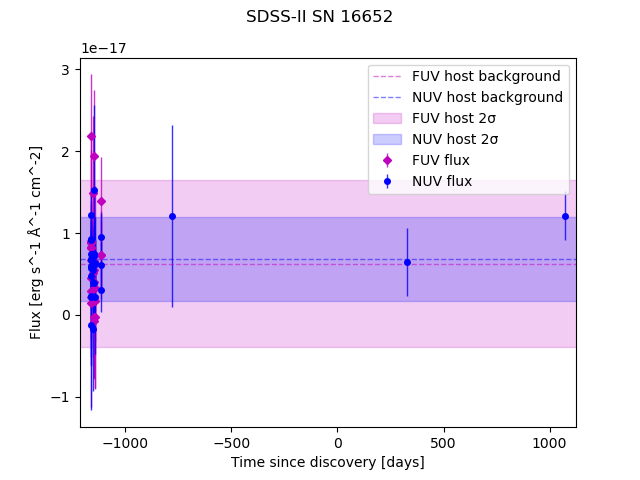 SDSS-II SN 16652
1e−17
FUV host background
NUV host background
FUV host 2σ
NUV host 2σ
FUV flux
NUV flux
3
2
1
0
−1
Flux [erg s^-1 Å^-1 cm^-2]
−1000
−500
0
500
1000
Time since discovery [days]